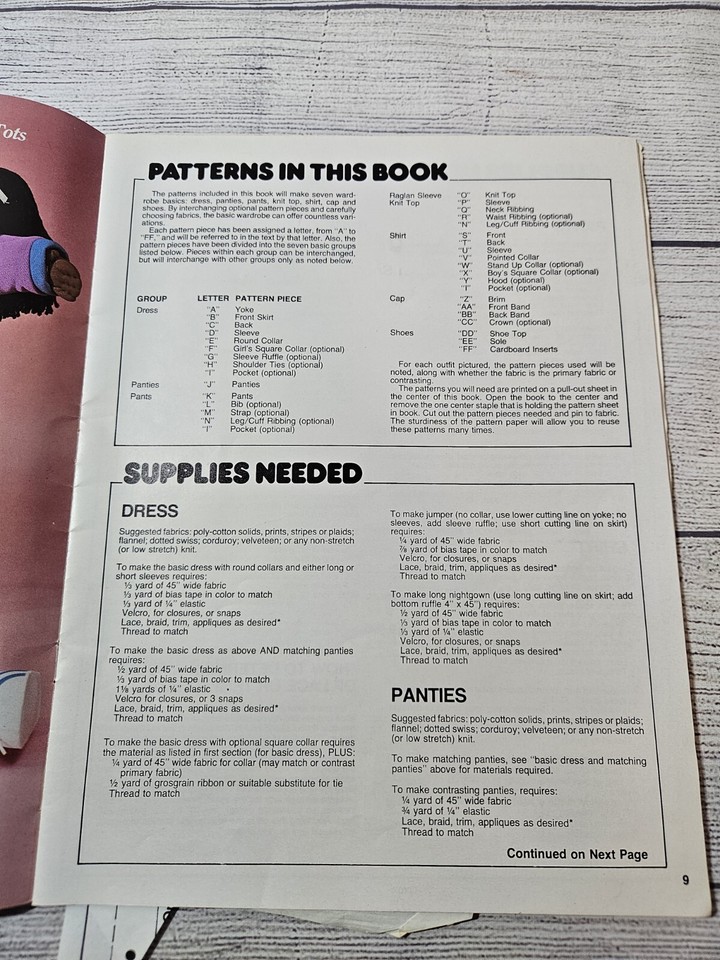 Tots
PATTERNS IN THIS BOOK
The patterns included in this book will make seven ward-
robe basics: dress, panties, pants, knit top, shirt, cap and
shoes. By interchanging optional pattern pieces and carefully
choosing fabrics, the basic wardrobe can offer countless vari-
ations.
Each pattern piece has been assigned a letter, from "A" to
"FF," and will be referred to in the text by that letter. Also, the
pattern pieces have been divided into the seven basic groups
listed below. Pieces within each group can be interchanged,
but will interchange with other groups only as noted below.
GROUP LETTER PATTERN PIECE
Dress "A" Yoke
"B" Front Skirt
"C" Back
"D" Sleeve
"E" Round Collar
"F" Girl's Square Collar (optional)
"G" Sleeve Ruffle (optional)
"H" Shoulder Ties (optional)
"I" Pocket (optional)
Panties "J" Panties
Pants "K" Pants
"L" Bib (optional)
"M" Strap (optional)
"N" Leg/Cuff Ribbing (optional)
"I" Pocket (optional)
Raglan Sleeve "O" Knit Top
Knit Top "P" Sleeve
"Q" Neck Ribbing
"R" Waist Ribbing (optional)
"N" Leg/Cuff Ribbing (optional)
Shirt "S" Front
"T" Back
"U" Sleeve
"V" Pointed Collar
"W" Stand Up Collar (optional)
"X" Boy's Square Collar (optional)
"Y" Hood (optional)
"I" Pocket (optional)
Cap "Z" Brim
"AA" Front Band
"BB" Back Band
"CC" Crown (optional)
Shoes "DD" Shoe Top
"EE" Sole
"FF" Cardboard Inserts
For each outfit pictured, the pattern pieces used will be
noted, along with whether the fabric is the primary fabric or
contrasting.
The patterns you will need are printed on a pull-out sheet in
the center of this book. Open the book to the center and
remove the one center staple that is holding the pattern sheet
in book. Cut out the pattern pieces needed and pin to fabric.
The sturdiness of the pattern paper will allow you to reuse
these patterns many times.
SUPPLIES NEEDED
DRESS
Suggested fabrics: poly-cotton solids, prints, stripes or plaids;
flannel; dotted swiss; corduroy; velveteen; or any non-stretch
(or low stretch) knit.
To make the basic dress with round collars and either long or
short sleeves requires:
⅓ yard of 45" wide fabric
⅓ yard of bias tape in color to match
⅓ yard of ¼" elastic
Velcro, for closures, or snaps
Lace, braid, trim, appliques as desired*
Thread to match
To make the basic dress as above AND matching panties
requires:
½ yard of 45" wide fabric
⅓ yard of bias tape in color to match
1⅛ yards of ¼" elastic
Velcro for closures, or 3 snaps
Lace, braid, trim, appliques as desired*
Thread to match
To make the basic dress with optional square collar requires
the material as listed in first section (for basic dress), PLUS:
¼ yard of 45" wide fabric for collar (may match or contrast
primary fabric)
½ yard of grosgrain ribbon or suitable substitute for tie
Thread to match
To make jumper (no collar, use lower cutting line on yoke; no
sleeves, add sleeve ruffle; use short cutting line on skirt)
requires:
¼ yard of 45" wide fabric
⅞ yard of bias tape in color to match
Velcro, for closures, or snaps
Lace, braid, trim, appliques as desired*
Thread to match
To make long nightgown (use long cutting line on skirt; add
bottom ruffle 4" x 45") requires:
½ yard of 45" wide fabric
⅓ yard of bias tape in color to match
⅓ yard of ¼" elastic
Velcro, for closures, or snaps
Lace, braid, trim, appliques as desired*
Thread to match
PANTIES
Suggested fabrics: poly-cotton solids, prints, stripes or plaids;
flannel; dotted swiss; corduroy; velveteen; or any non-stretch
(or low stretch) knit.
To make matching panties, see "basic dress and matching
panties" above for materials required.
To make contrasting panties, requires:
¼ yard of 45" wide fabric
¾ yard of ¼" elastic
Lace, braid, trim, appliques as desired*
Thread to match
Continued on Next Page
9